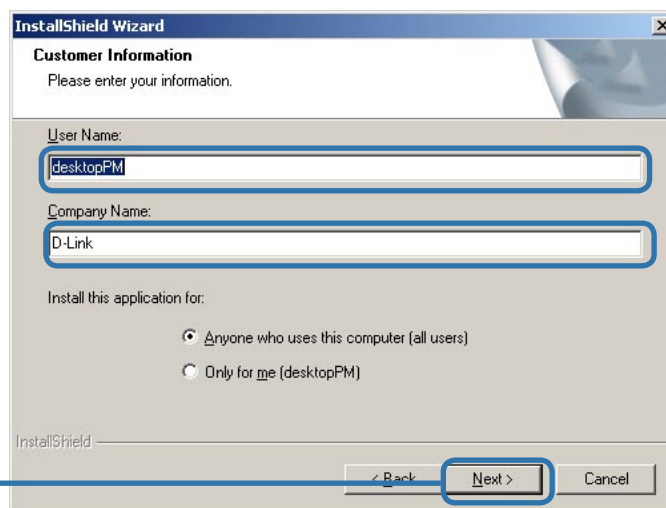 InstallShield Wizard
Customer Information
Please enter your information.
User Name:
desktopPM
Company Name:
D-Link
Install this application for:
Anyone who uses this computer (all users)
Only for me (desktopPM)
InstallShield
< Back
Next >
Cancel